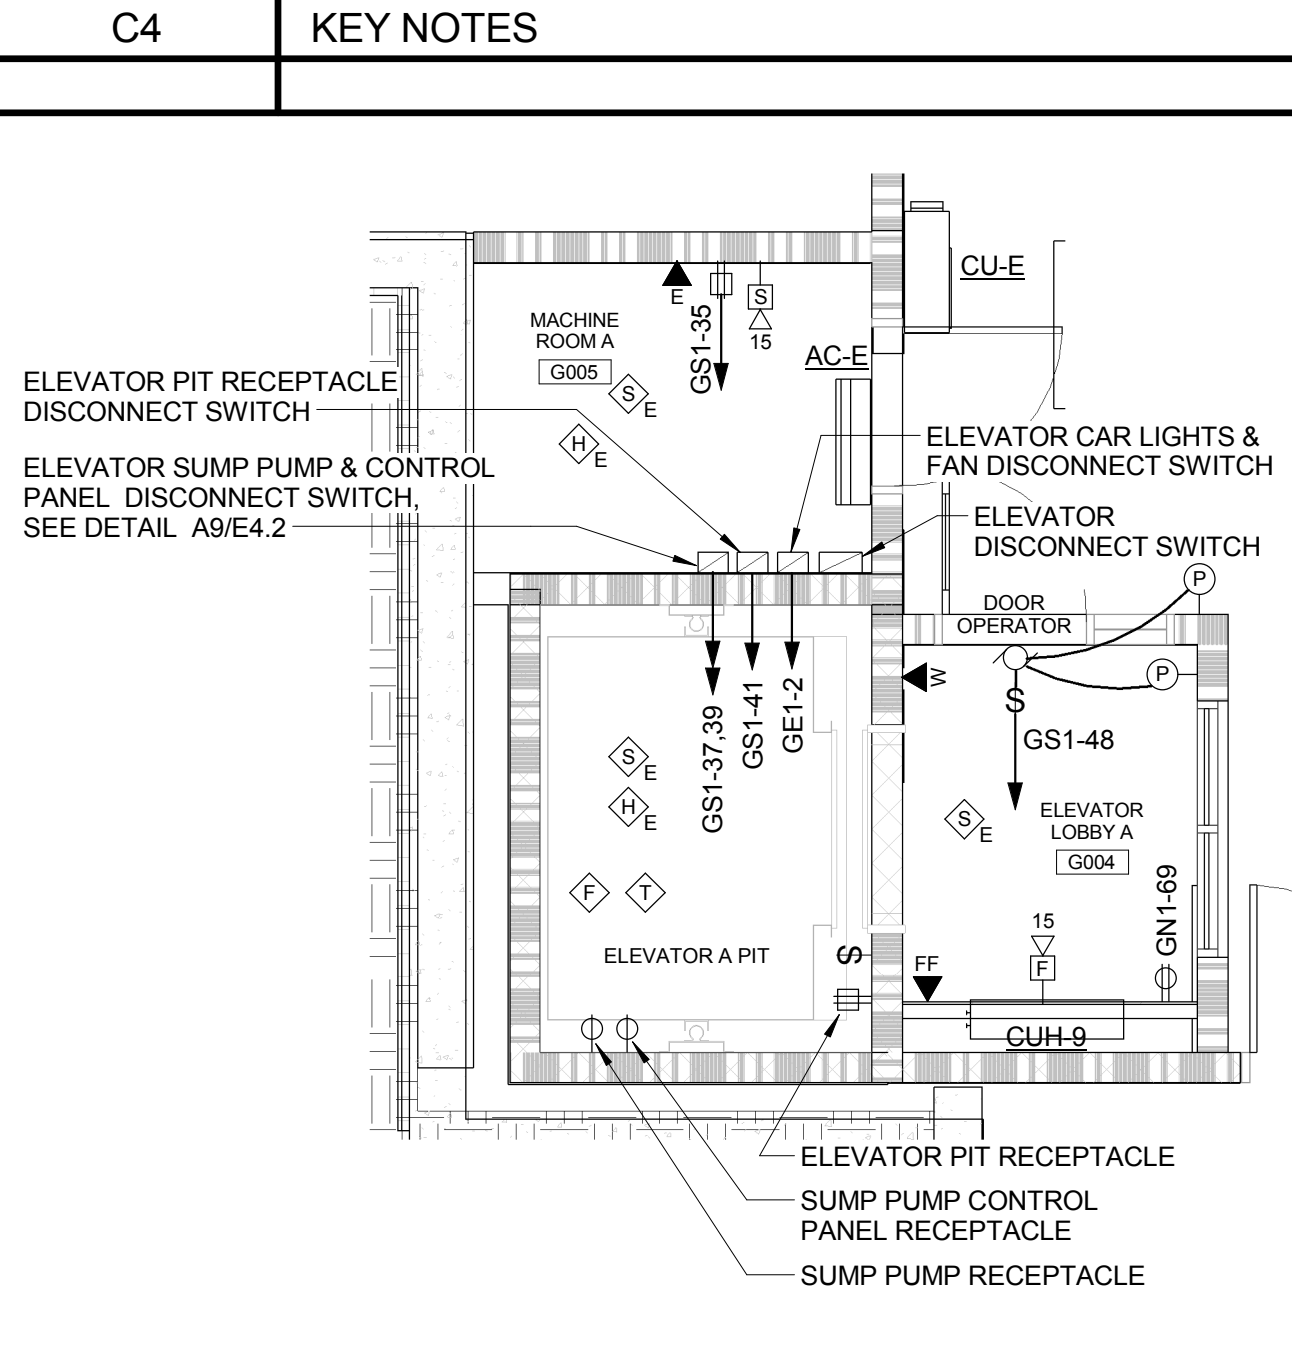 C4
KEY NOTES
CU-E
E
S
15
GS1-35
MACHINE
ROOM A
G005
AC-E
S
E
H
E
ELEVATOR PIT RECEPTACLE
DISCONNECT SWITCH
ELEVATOR SUMP PUMP & CONTROL
PANEL DISCONNECT SWITCH,
SEE DETAIL A9/E4.2
ELEVATOR CAR LIGHTS &
FAN DISCONNECT SWITCH
ELEVATOR
DISCONNECT SWITCH
P
DOOR
OPERATOR
P
W
S
GS1-48
GS1-37,39
GS1-41
GE1-2
S
E
H
E
F
T
ELEVATOR A PIT
S
S
E
ELEVATOR
LOBBY A
G004
GN1-69
15
F
FF
CUH-9
ELEVATOR PIT RECEPTACLE
SUMP PUMP CONTROL
PANEL RECEPTACLE
SUMP PUMP RECEPTACLE